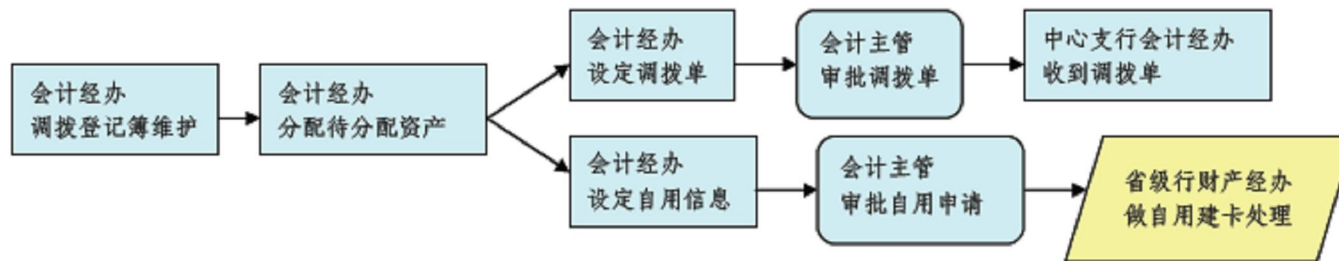 会计经办
调拨登记簿维护
会计经办
分配待分配资产
会计经办
设定调拨单
会计主管
审批调拨单
中心支行会计经办
收到调拨单
会计经办
设定自用信息
会计主管
审批自用申请
省级行财产经办
做自用建卡处理